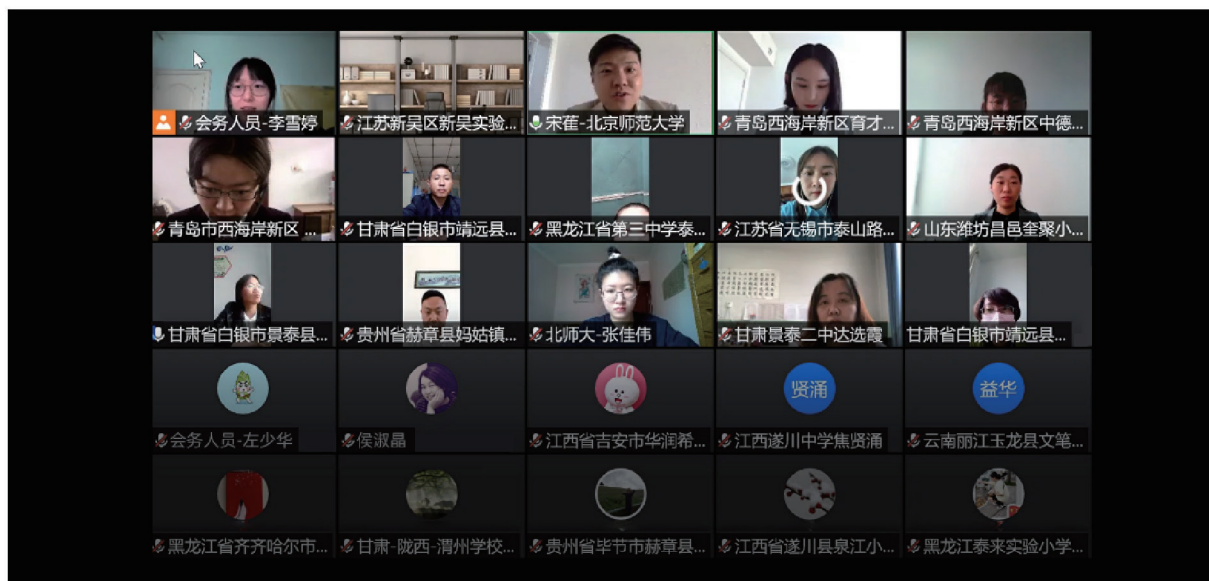 会务人员-李雪婷
江苏新吴区新吴实验...
宋萑-北京师范大学
青岛西海岸新区育才...
青岛西海岸新区中德...
青岛市西海岸新区 ...
甘肃省白银市靖远县...
黑龙江省第三中学泰...
江苏省无锡市泰山路...
山东潍坊昌邑奎聚小...
甘肃省白银市景泰县...
贵州省赫章县妈姑镇...
北师大-张佳伟
甘肃景泰二中达选霞
甘肃省白银市靖远县...
贤涌
益华
会务人员-左少华
侯淑晶
江西省吉安市华润希...
江西遂川中学焦贤涌
云南丽江玉龙县文笔...
黑龙江省齐齐哈尔市...
甘肃-陇西-渭州学校...
贵州省毕节市赫章县...
江西省遂川县泉江小...
黑龙江泰来实验小学...